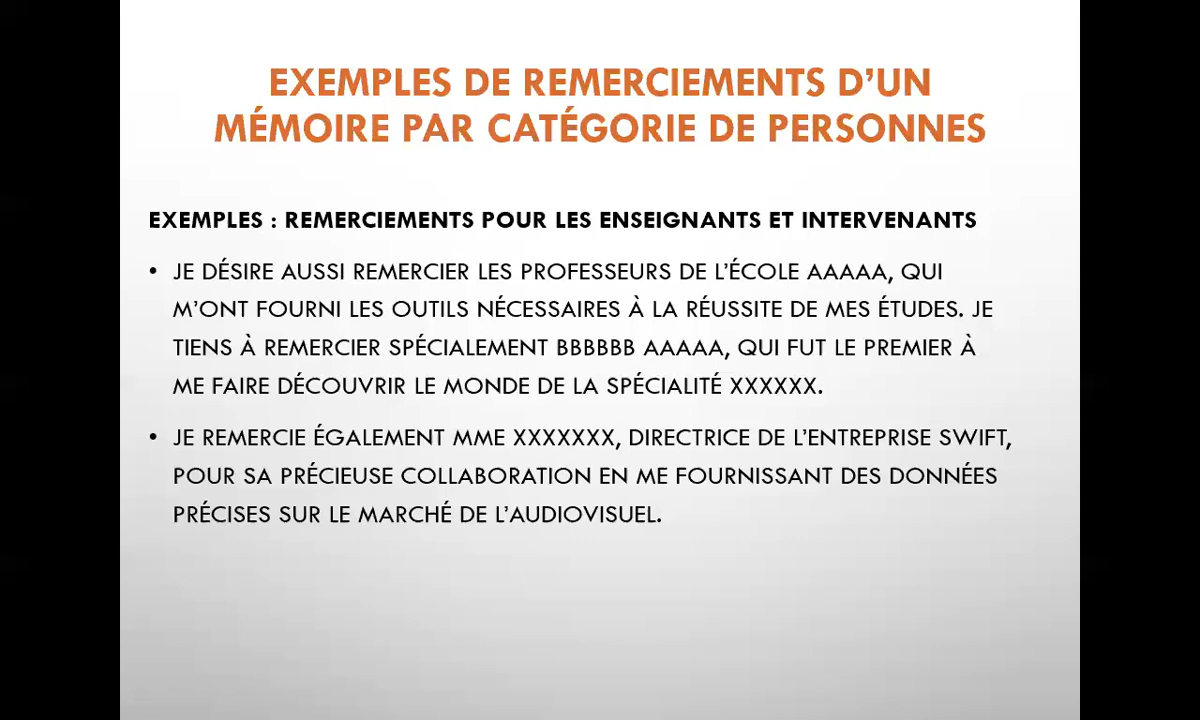 EXEMPLES DE REMERCIEMENTS D’UN
MÉMOIRE PAR CATÉGORIE DE PERSONNES
EXEMPLES : REMERCIEMENTS POUR LES ENSEIGNANTS ET INTERVENANTS
• JE DÉSIRE AUSSI REMERCIER LES PROFESSEURS DE L’ÉCOLE AAAAA, QUI
M’ONT FOURNI LES OUTILS NÉCESSAIRES À LA RÉUSSITE DE MES ÉTUDES. JE
TIENS À REMERCIER SPÉCIALEMENT BBBBBB AAAAA, QUI FUT LE PREMIER À
ME FAIRE DÉCOUVRIR LE MONDE DE LA SPÉCIALITÉ XXXXXX.
• JE REMERCIE ÉGALEMENT MME XXXXXXX, DIRECTRICE DE L’ENTREPRISE SWIFT,
POUR SA PRÉCIEUSE COLLABORATION EN ME FOURNISSANT DES DONNÉES
PRÉCISES SUR LE MARCHÉ DE L’AUDIOVISUEL.